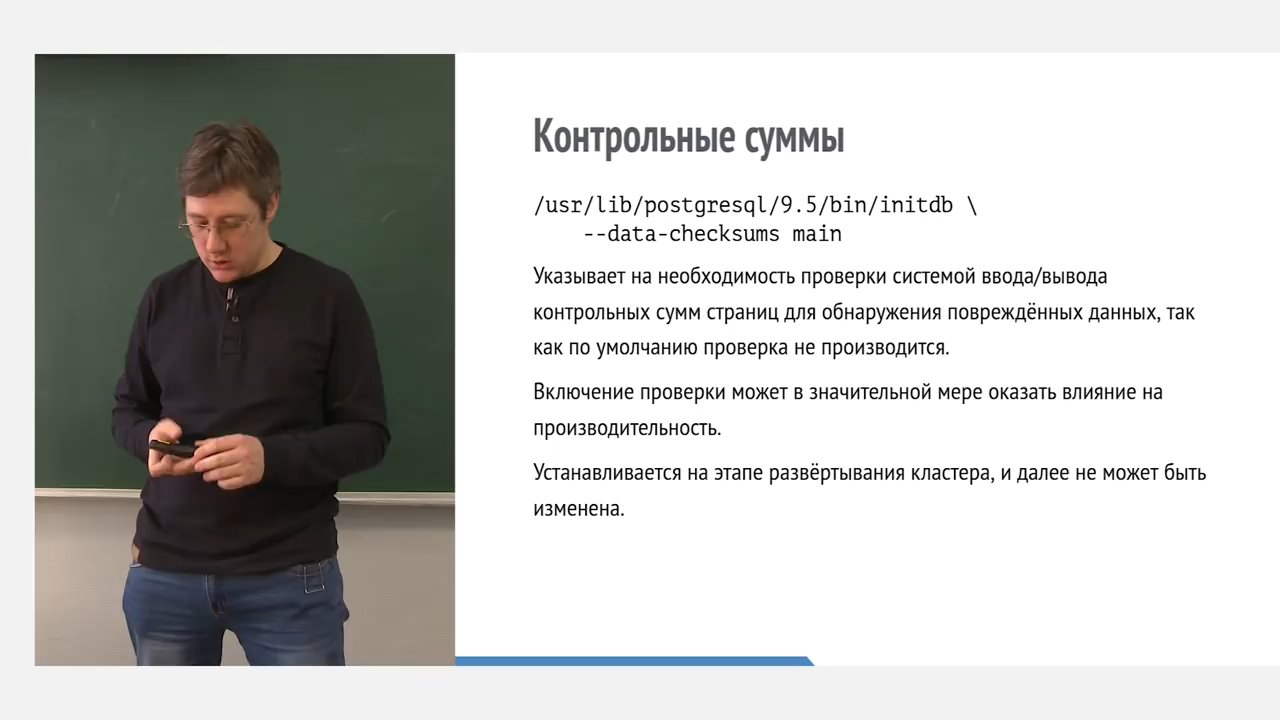 Контрольные суммы
/usr/lib/postgresql/9.5/bin/initdb \
--data-checksums main
Указывает на необходимость проверки системой ввода/вывода
контрольных сумм страниц для обнаружения повреждённых данных, так
как по умолчанию проверка не производится.
Включение проверки может в значительной мере оказать влияние на
производительность.
Устанавливается на этапе развёртывания кластера, и далее не может быть
изменена.